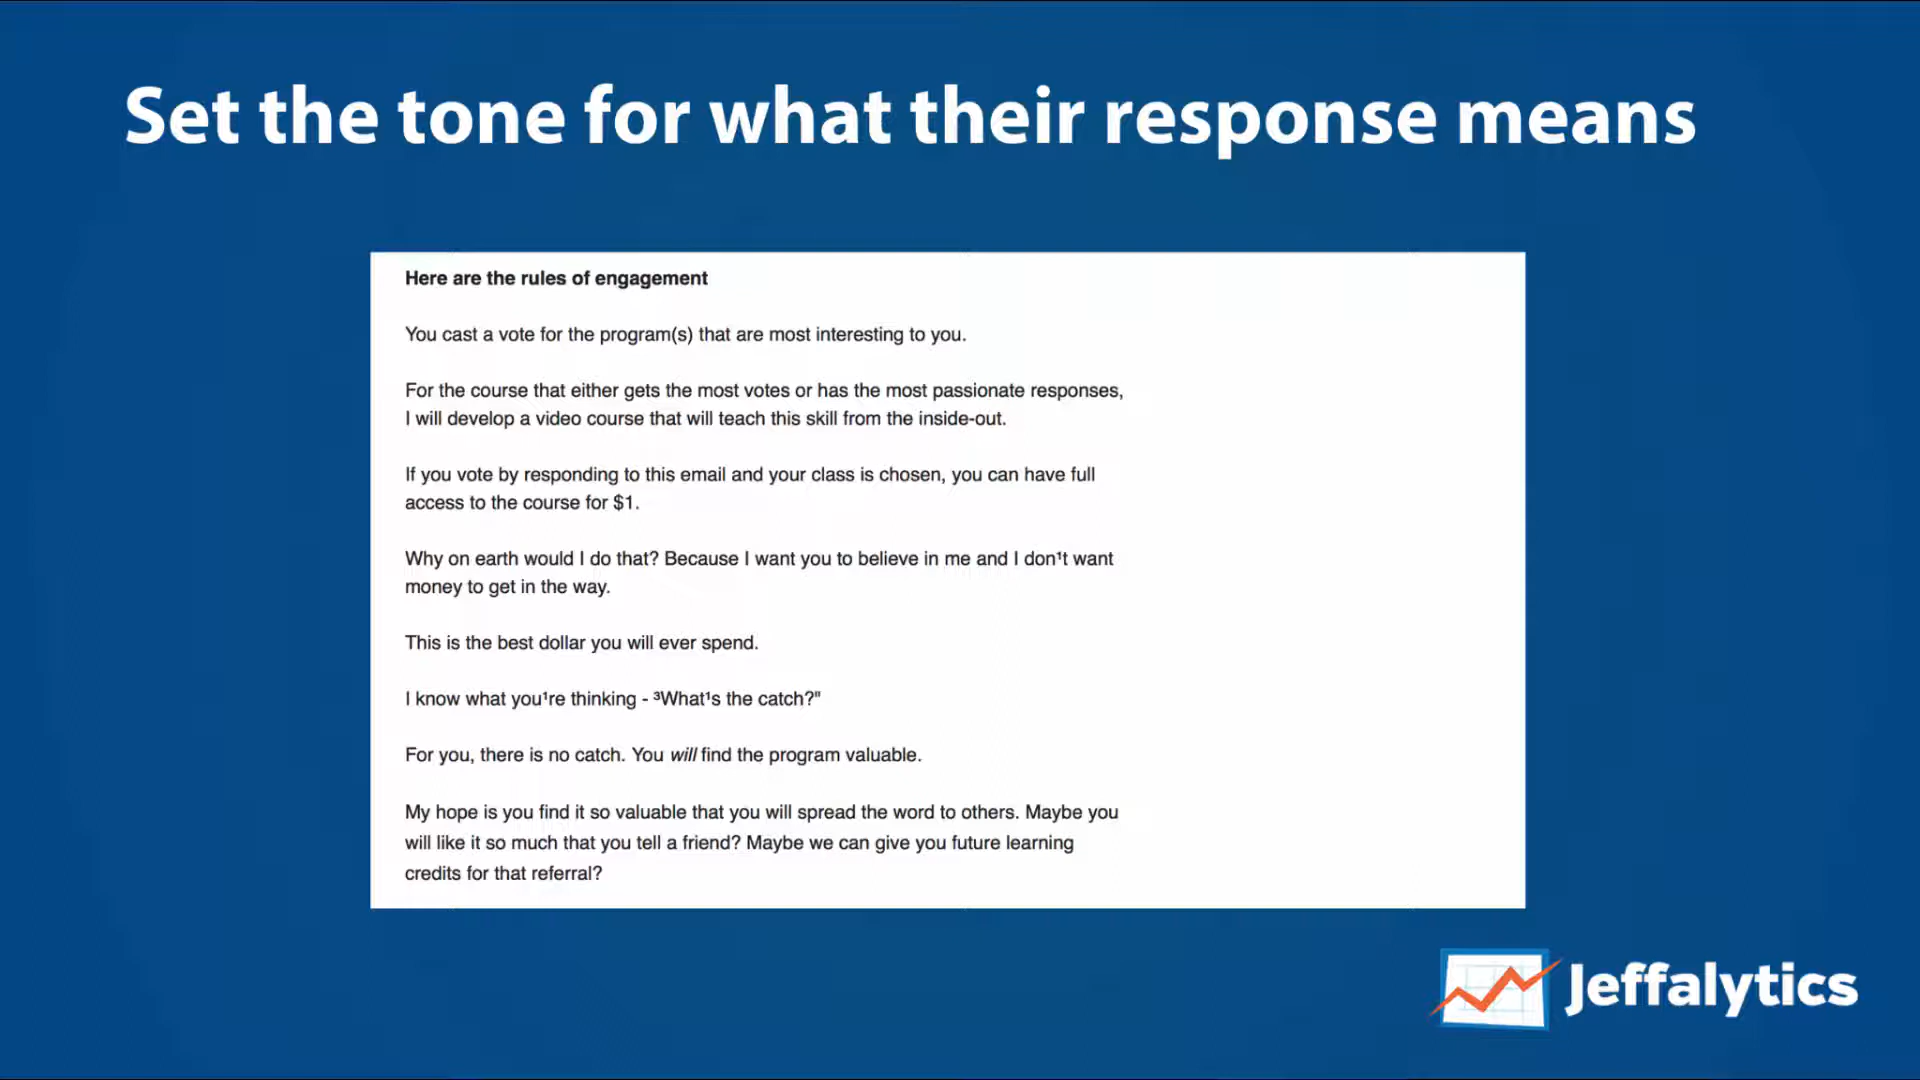 Set the tone for what their response means
Here are the rules of engagement
You cast a vote for the program(s) that are most interesting to you.
For the course that either gets the most votes or has the most passionate responses,
I will develop a video course that will teach this skill from the inside-out.
If you vote by responding to this email and your class is chosen, you can have full
access to the course for $1.
Why on earth would I do that? Because I want you to believe in me and I don¹t want
money to get in the way.
This is the best dollar you will ever spend.
I know what you¹re thinking - ³What¹s the catch?"
For you, there is no catch. You will find the program valuable.
My hope is you find it so valuable that you will spread the word to others. Maybe you
will like it so much that you tell a friend? Maybe we can give you future learning
credits for that referral?
Jeffalytics